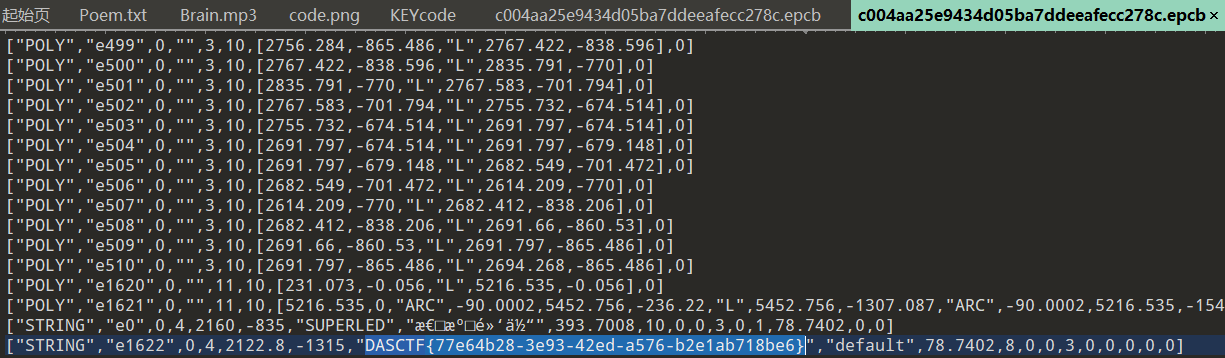 起始页 Poem.txt Brain.mp3 code.png KEYcode c004aa25e9434d05ba7ddeeafecc278c.epcb c004aa25e9434d05ba7ddeeafecc278c.epcb ×
["POLY","e499",0,"",3,10,[2756.284,-865.486,"L",2767.422,-838.596],0]
["POLY","e500",0,"",3,10,[2767.422,-838.596,"L",2835.791,-770],0]
["POLY","e501",0,"",3,10,[2835.791,-770,"L",2767.583,-701.794],0]
["POLY","e502",0,"",3,10,[2767.583,-701.794,"L",2755.732,-674.514],0]
["POLY","e503",0,"",3,10,[2755.732,-674.514,"L",2691.797,-674.514],0]
["POLY","e504",0,"",3,10,[2691.797,-674.514,"L",2691.797,-679.148],0]
["POLY","e505",0,"",3,10,[2691.797,-679.148,"L",2682.549,-701.472],0]
["POLY","e506",0,"",3,10,[2682.549,-701.472,"L",2614.209,-770],0]
["POLY","e507",0,"",3,10,[2614.209,-770,"L",2682.412,-838.206],0]
["POLY","e508",0,"",3,10,[2682.412,-838.206,"L",2691.66,-860.53],0]
["POLY","e509",0,"",3,10,[2691.66,-860.53,"L",2691.797,-865.486],0]
["POLY","e510",0,"",3,10,[2691.797,-865.486,"L",2694.268,-865.486],0]
["POLY","e1620",0,"",11,10,[231.073,-0.056,"L",5216.535,-0.056],0]
["POLY","e1621",0,"",11,10,[5216.535,0,"ARC",-90.0002,5452.756,-236.22,"L",5452.756,-1307.087,"ARC",-90.0002,5216.535,-154
["STRING","e0",0,4,2160,-835,"SUPERLED","æ€□æº□é»‘ä½“",393.7008,10,0,0,3,0,1,78.7402,0,0]
["STRING","e1622",0,4,2122.8,-1315,"DASCTF{77e64b28-3e93-42ed-a576-b2e1ab718be6}","default",78.7402,8,0,0,3,0,0,0,0,0]